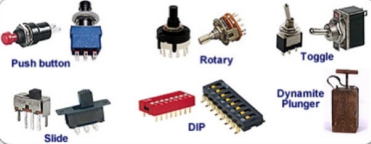 Push button
Rotary
Toggle
Slide
DIP
Dynamite
Plunger